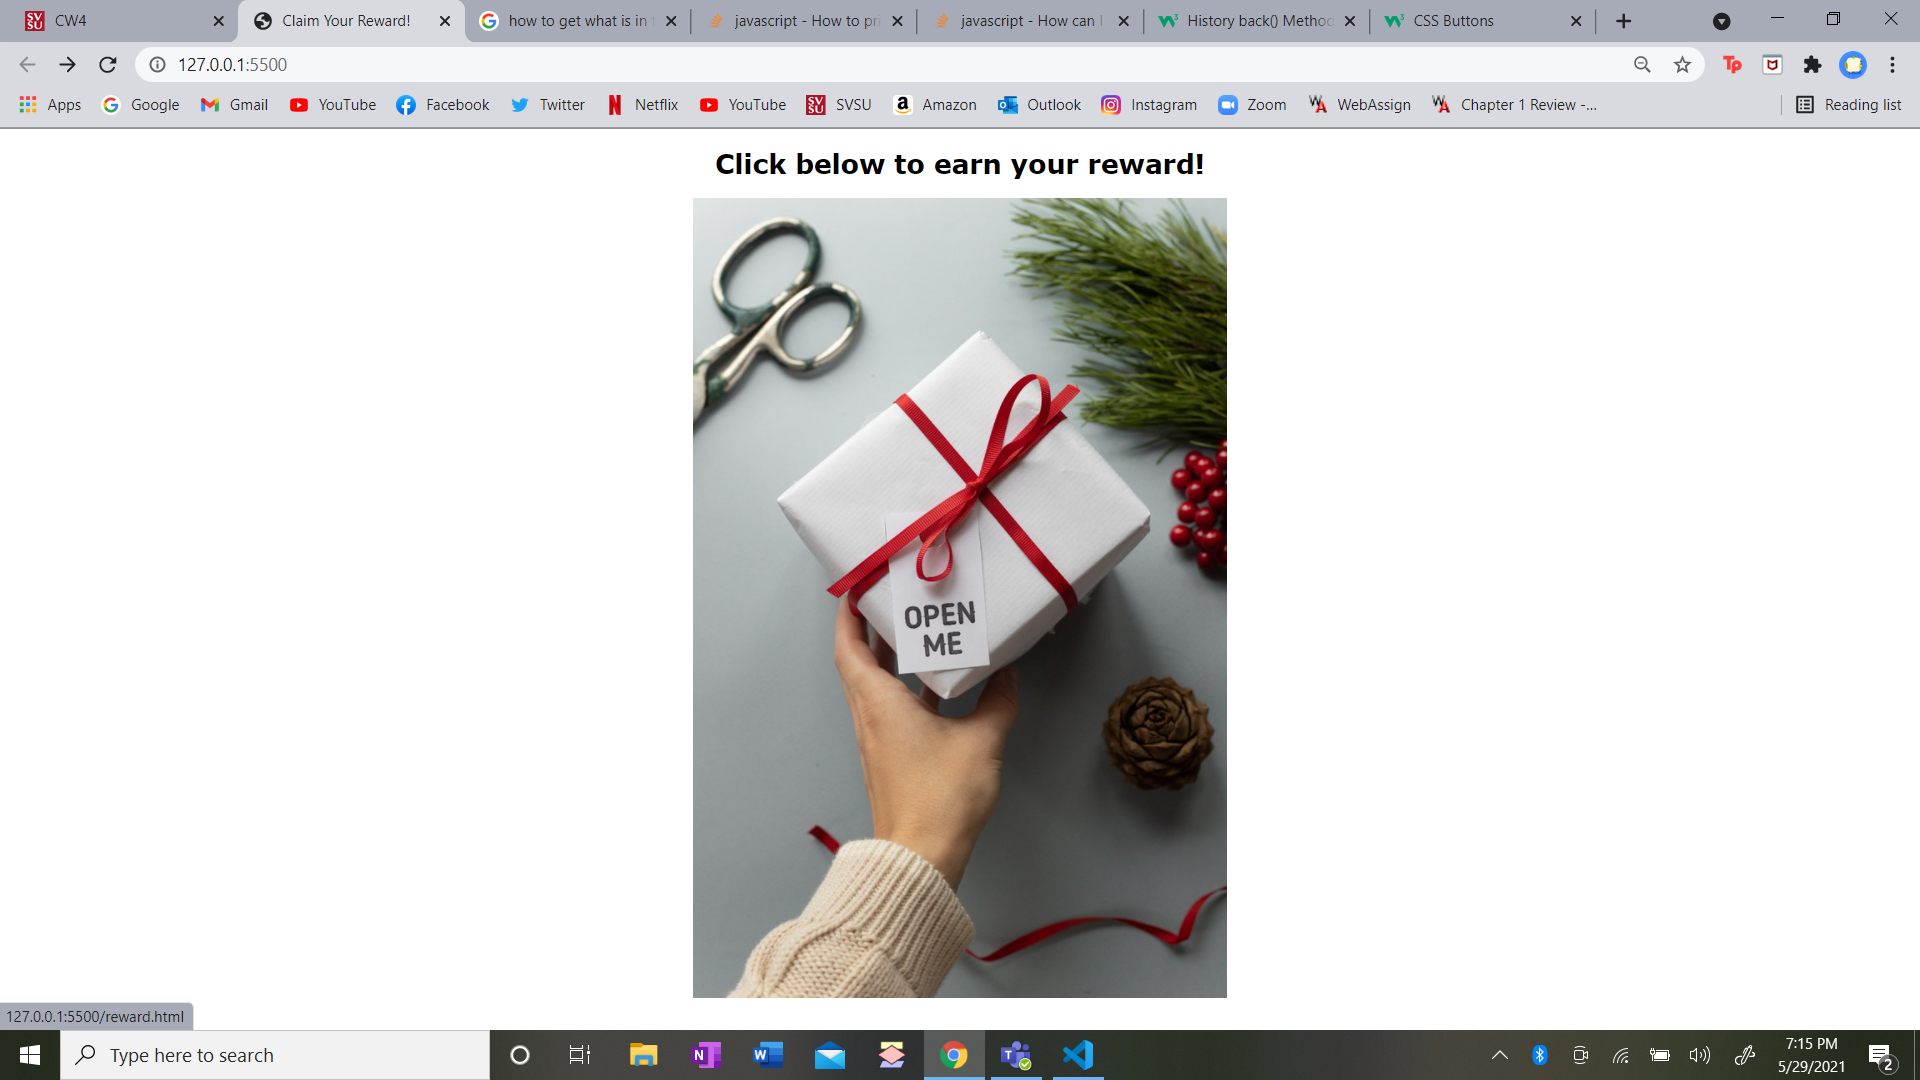 CW4
Claim Your Reward!
how to get what is in
javascript - How to pri
javascript - How can I
History back() Method
CSS Buttons
127.0.0.1:5500
Tp
Apps
Google
Gmail
YouTube
Facebook
Twitter
Netflix
YouTube
SVSU
Amazon
Outlook
Instagram
Zoom
WebAssign
Chapter 1 Review -...
Reading list
Click below to earn your reward!
OPEN
ME
127.0.0.1:5500/reward.html
Type here to search
7:15 PM
5/29/2021
2